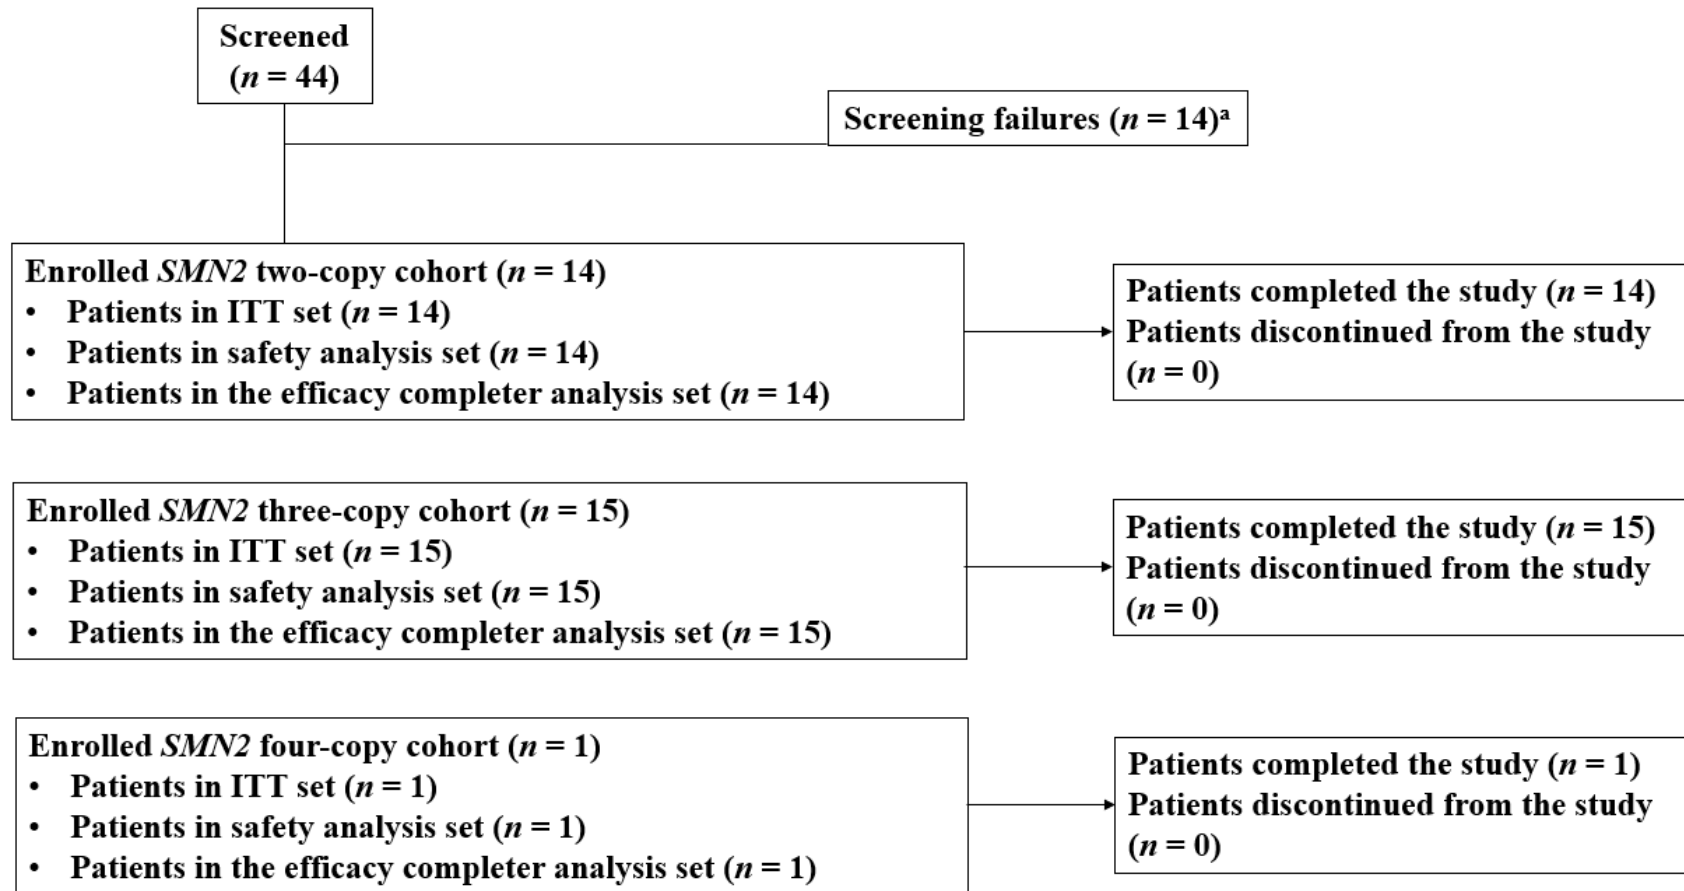 Screened
(n = 44)
Screening failures (n = 14)ᵃ
Enrolled SMN2 two-copy cohort (n = 14)
• Patients in ITT set (n = 14)
• Patients in safety analysis set (n = 14)
• Patients in the efficacy completer analysis set (n = 14)
Patients completed the study (n = 14)
Patients discontinued from the study
(n = 0)
Enrolled SMN2 three-copy cohort (n = 15)
• Patients in ITT set (n = 15)
• Patients in safety analysis set (n = 15)
• Patients in the efficacy completer analysis set (n = 15)
Patients completed the study (n = 15)
Patients discontinued from the study
(n = 0)
Enrolled SMN2 four-copy cohort (n = 1)
• Patients in ITT set (n = 1)
• Patients in safety analysis set (n = 1)
• Patients in the efficacy completer analysis set (n = 1)
Patients completed the study (n = 1)
Patients discontinued from the study
(n = 0)